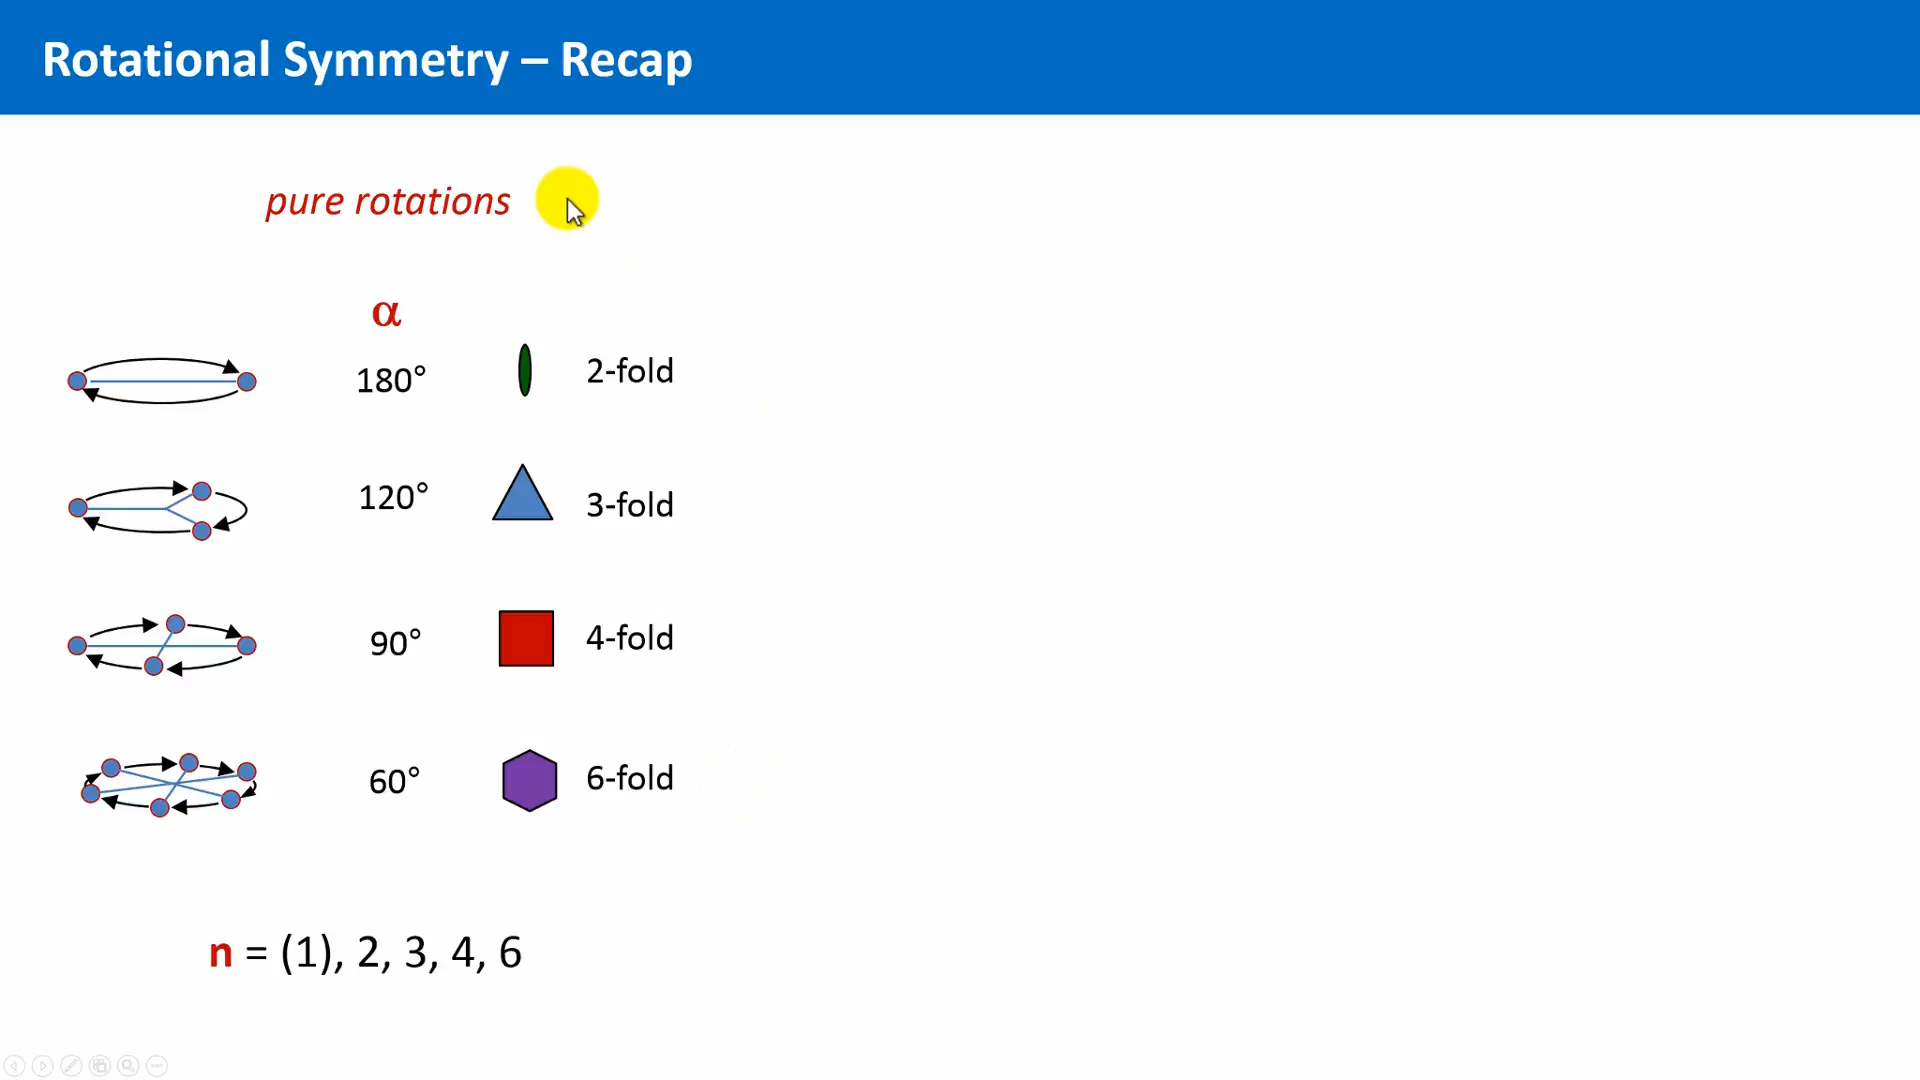 Rotational Symmetry – Recap
pure rotations
α
180° 2-fold
120° 3-fold
90° 4-fold
60° 6-fold
n = (1), 2, 3, 4, 6